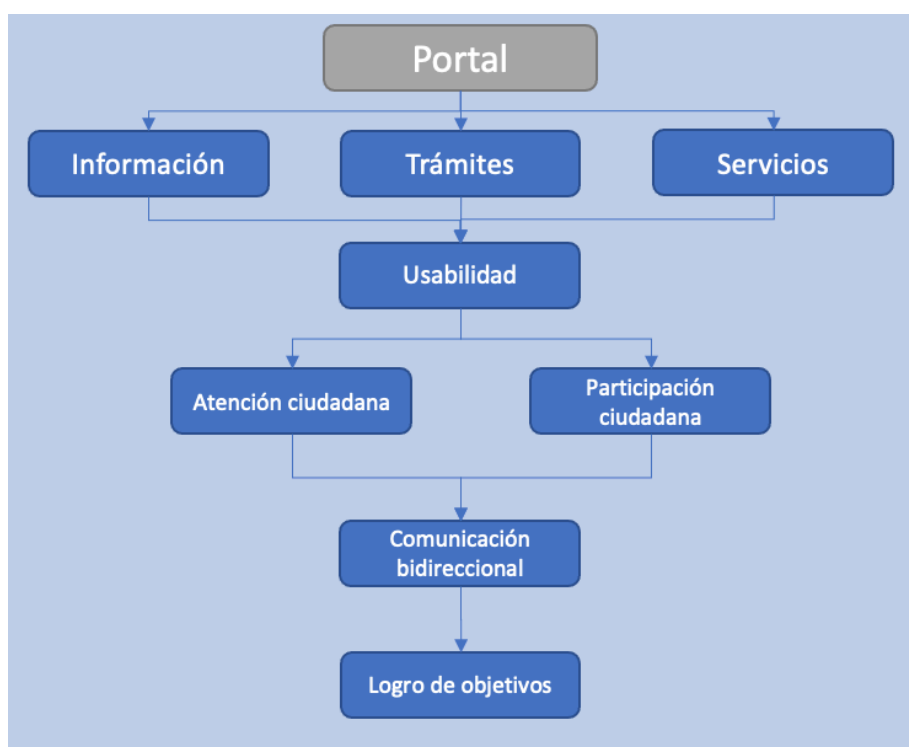 Portal
Información
Trámites
Servicios
Usabilidad
Atención ciudadana
Participación
ciudadana
Comunicación
bidireccional
Logro de objetivos